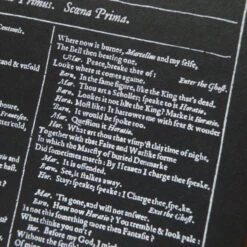 Primus. Scœna Prima.
Centinels.
& vnfold
Where now it burnes, Marcellus and my selfe,
The Bell then beating one.
Mar. Peace, breake thee of: Enter the Ghost.
Looke where it comes againe.
Barn. In the same figure, like the King that's dead.
Mar. Thou art a Scholler; speake to it Horatio.
Barn. Lookes it not like the King? Marke it Horatio.
Hora. Most like: It harrowes me with fear & wonder
Barn. It would be spoke too.
Mar. Question it Horatio.
Hor. What art thou that vsurp'st this time of night,
Together with that Faire and Warlike forme
In which the Maiesty of buried Denmarke
Did sometimes march: By Heauen I charge thee speake.
Mar. It is offended.
Barn. See, it stalkes away.
Hor. Stay: speake; speake: I Charge thee, speake.
Exit the Ghost.
Mar. 'Tis gone, and will not answer.
Barn. How now Horatio? You tremble & look pale:
Is not this something more then Fantasie?
What thinke you on't?
Hor. Before my God, I might
Without the